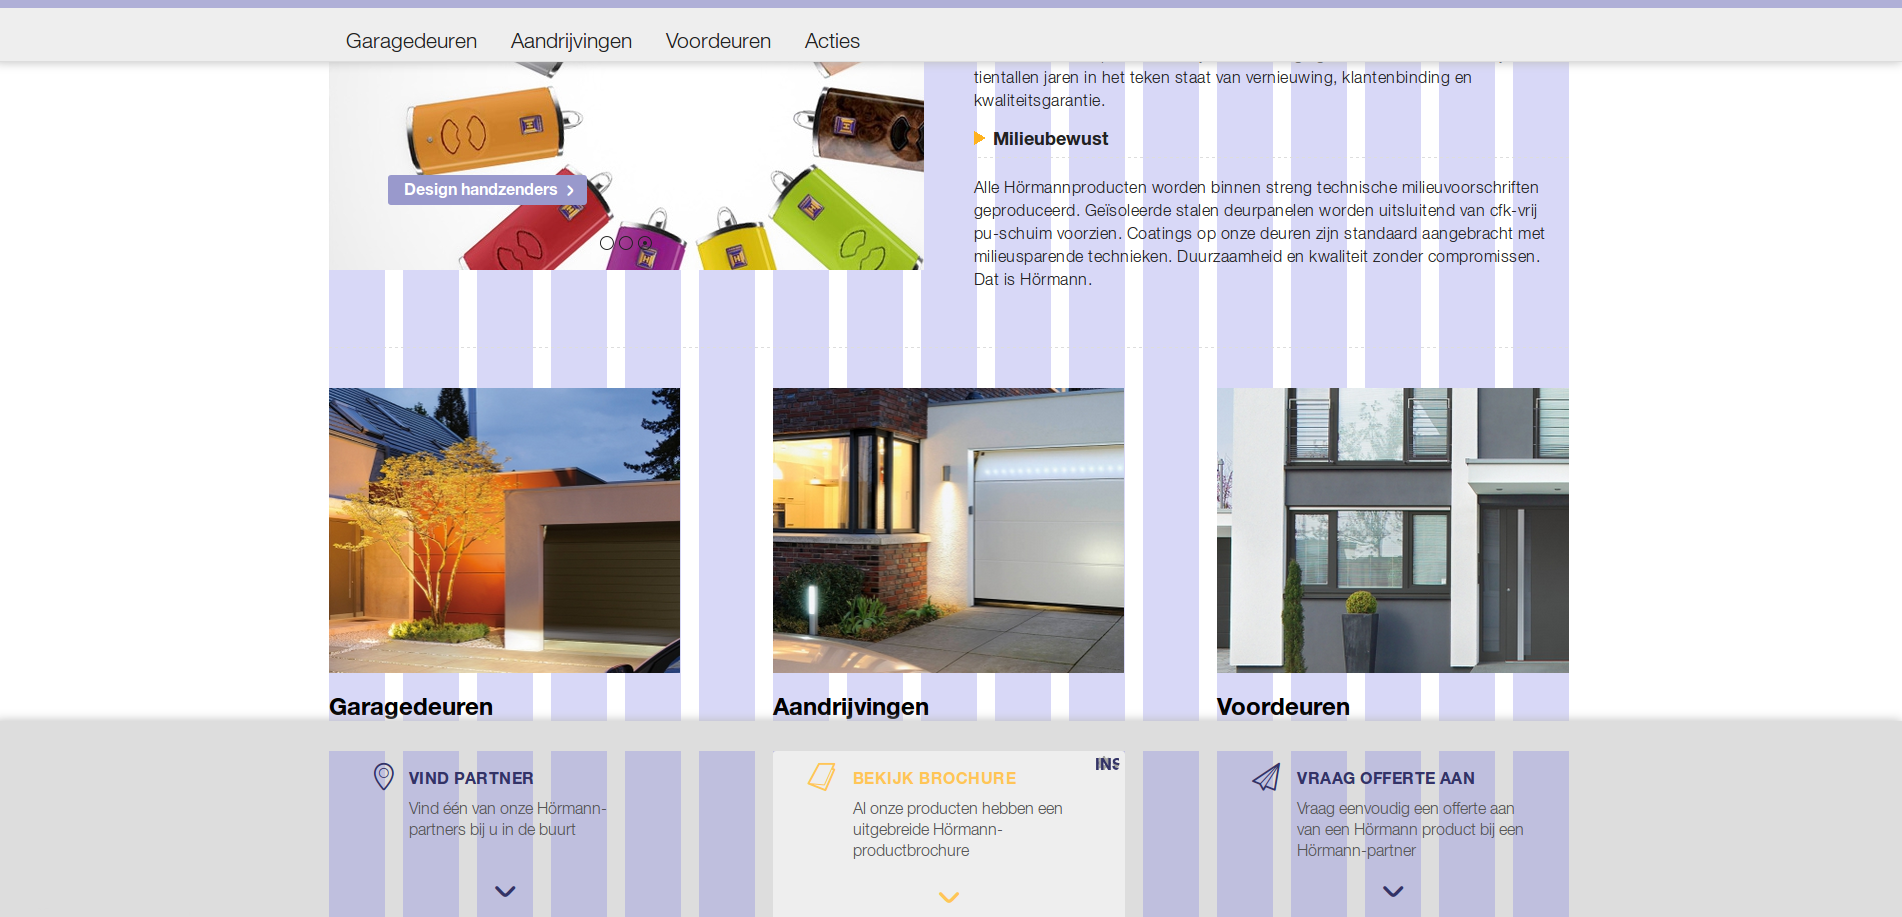 Garagedeuren Aandrijvingen Voordeuren Acties
tientallen jaren in het teken staat van vernieuwing, klantenbinding en
kwaliteitsgarantie.
Milieubewust
Design handzenders
Alle Hörmannproducten worden binnen streng technische milieuvoorschriften
geproduceerd. Geïsoleerde stalen deurpanelen worden uitsluitend van cfk-vrij
pu-schuim voorzien. Coatings op onze deuren zijn standaard aangebracht met
milieusparende technieken. Duurzaamheid en kwaliteit zonder compromissen.
Dat is Hörmann.
Garagedeuren
Aandrijvingen
Voordeuren
VIND PARTNER
Vind één van onze Hörmann-
partners bij u in de buurt
BEKIJK BROCHURE
Al onze producten hebben een
uitgebreide Hörmann-
productbrochure
VRAAG OFFERTE AAN
Vraag eenvoudig een offerte aan
van een Hörmann product bij een
Hörmann-partner